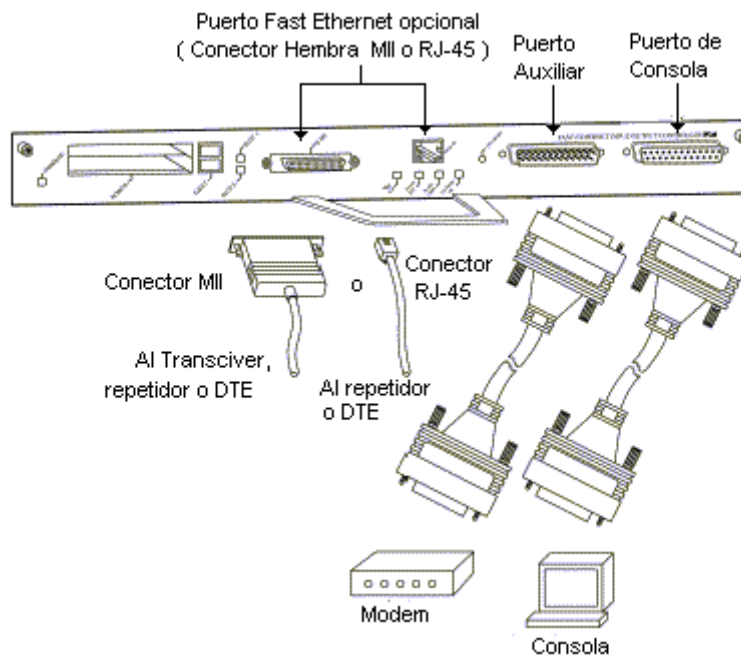 Puerto Fast Ethernet opcional
( Conector Hembra MII o RJ-45 )
Puerto
Auxiliar
Puerto de
Consola
Conector MII
o
Conector
RJ-45
Al Transciver,
repetidor o DTE
Al repetidor
o DTE
Modem
Consola